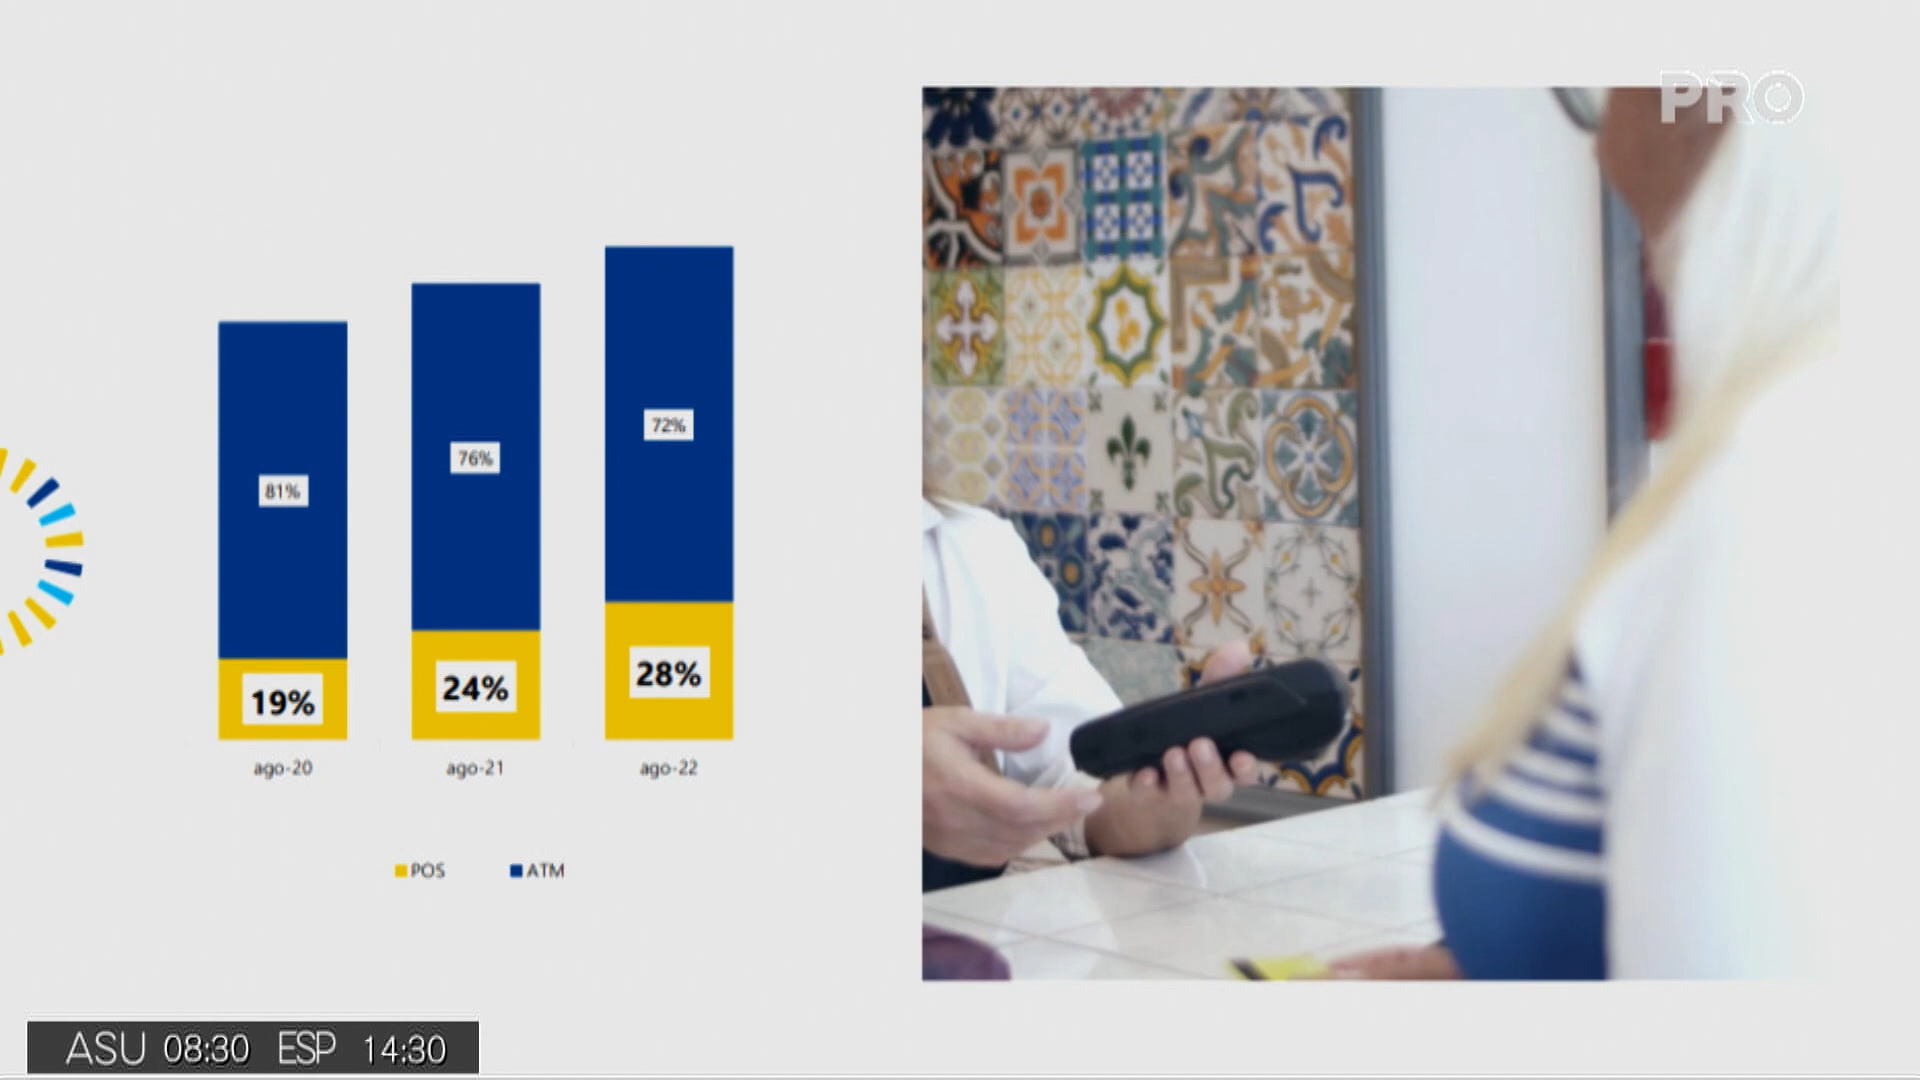 PRO
81%
76%
72%
19%
24%
28%
ago-20
ago-21
ago-22
POS
ATM
ASU 08:30 ESP 14:30